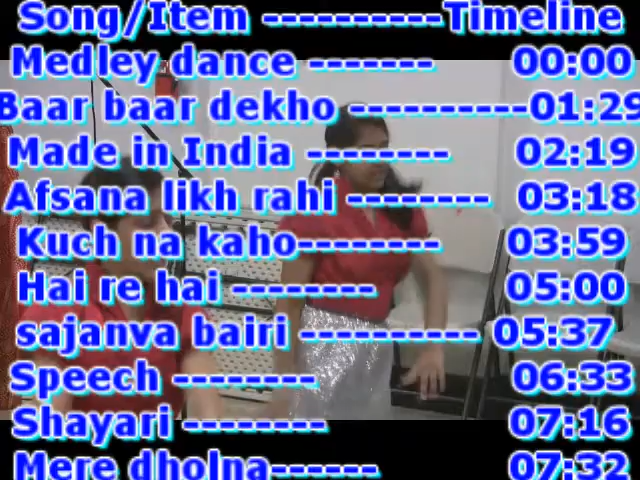 Song/Item ----------Timeline
Medley dance ------- 00:00
Baar baar dekho ----------01:29
Made in India -------- 02:19
Afsana likh rahi -------- 03:18
Kuch na kaho-------- 03:59
Hai re hai -------- 05:00
sajanva bairi ---------- 05:37
Speech -------- 06:33
Shayari -------- 07:16
Mere dholna------ 07:32